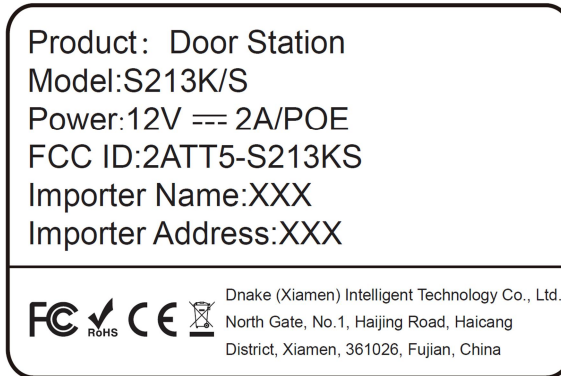 Product： Door Station
Model:S213K/S
Power:12V ⎓ 2A/POE
FCC ID:2ATT5-S213KS
Importer Name:XXX
Importer Address:XXX
FC RoHS CE
Dnake (Xiamen) Intelligent Technology Co., Ltd.
North Gate, No.1, Haijing Road, Haicang
District, Xiamen, 361026, Fujian, China